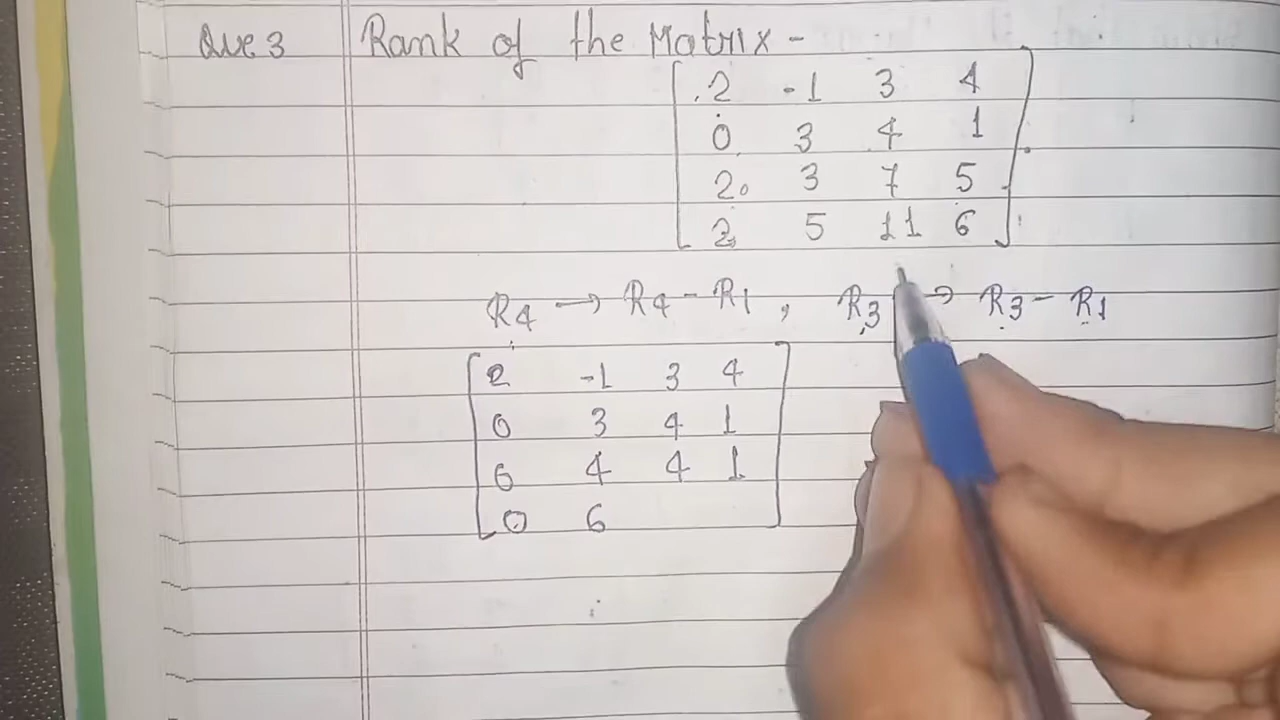 Que 3 Rank of the Matrix -
2 -1 3 4
0 3 4 1
2 3 7 5
2 5 11 6
R4 → R4 - R1 , R3 → R3 - R1
2 -1 3 4
0 3 4 1
0 4 4 1
0 6